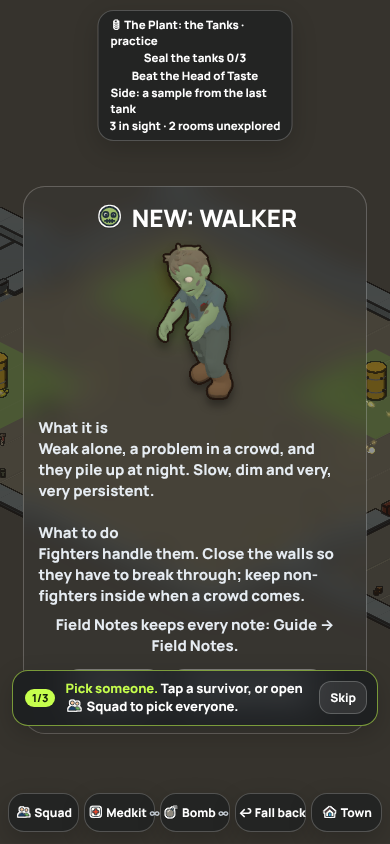 The Plant: the Tanks ·
practice
Seal the tanks 0/3
Beat the Head of Taste
Side: a sample from the last
tank
3 in sight · 2 rooms unexplored
NEW: WALKER
What it is
Weak alone, a problem in a crowd, and
they pile up at night. Slow, dim and very,
very persistent.
What to do
Fighters handle them. Close the walls so
they have to break through; keep non-
fighters inside when a crowd comes.
Field Notes keeps every note: Guide →
Field Notes.
1/3
Pick someone. Tap a survivor, or open
Squad to pick everyone.
Skip
Squad
Medkit ∞
Bomb ∞
↩ Fall back
Town